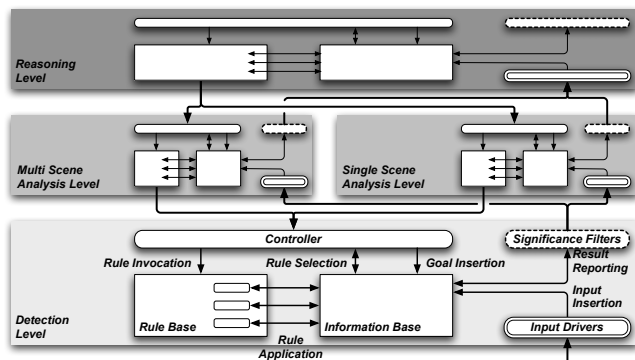 Reasoning
Level
Multi Scene
Analysis Level
Single Scene
Analysis Level
Controller
Significance Filters
Rule Invocation
Rule Selection
Goal Insertion
Result
Reporting
Input
Insertion
Detection
Level
Rule Base
Rule
Application
Information Base
Input Drivers